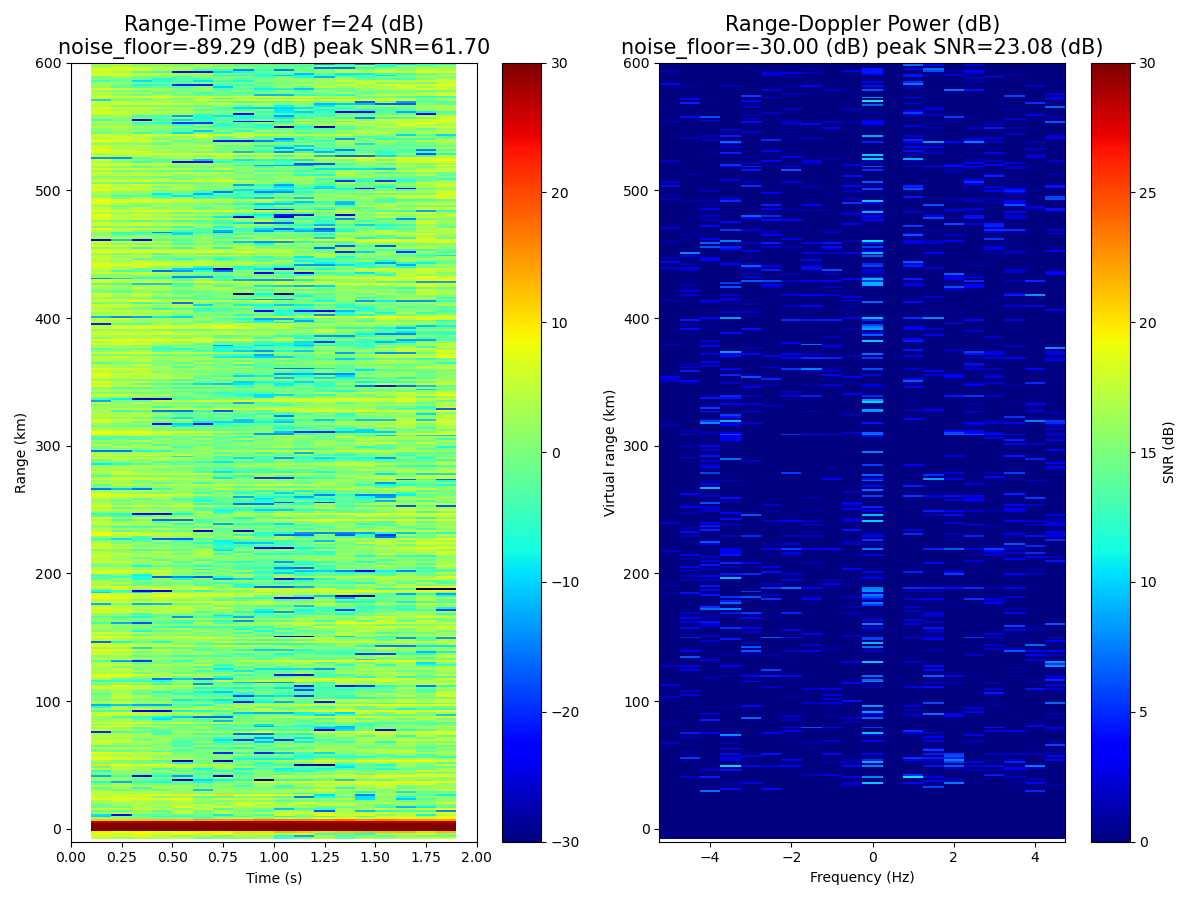 Range-Time Power f=24 (dB)
noise_floor=-89.29 (dB) peak SNR=61.70
Range (km)
600
500
400
300
200
100
0
0.00 0.25 0.50 0.75 1.00 1.25 1.50 1.75 2.00
Time (s)
30
20
10
0
−10
−20
−30
Range-Doppler Power (dB)
noise_floor=-30.00 (dB) peak SNR=23.08 (dB)
Virtual range (km)
600
500
400
300
200
100
0
−4 −2 0 2 4
Frequency (Hz)
30
25
20
15
10
5
0
SNR (dB)